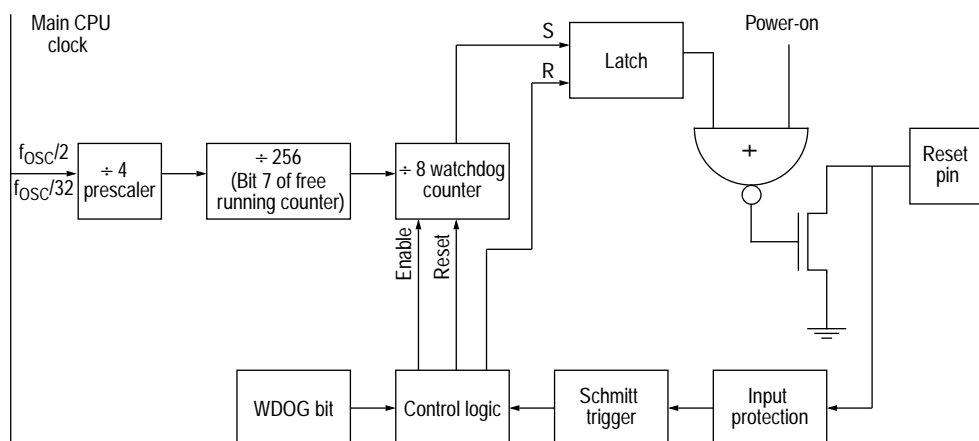 Main CPU
clock
S
R
Latch
Power-on
fOSC/2
fOSC/32
÷ 4
prescaler
÷ 256
(Bit 7 of free
running counter)
÷ 8 watchdog
counter
+
Reset
pin
Enable
Reset
WDOG bit
Control logic
Schmitt
trigger
Input
protection